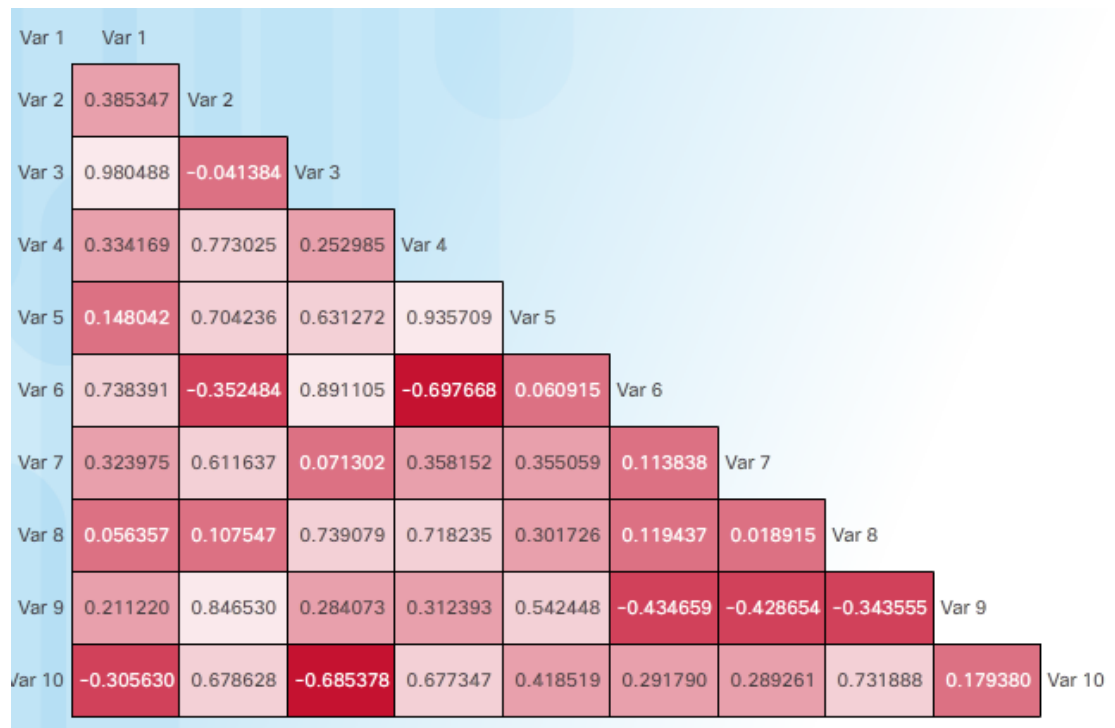 Var 1 Var 1
Var 2 0.385347 Var 2
Var 3 0.980488 -0.041384 Var 3
Var 4 0.334169 0.773025 0.252985 Var 4
Var 5 0.148042 0.704236 0.631272 0.935709 Var 5
Var 6 0.738391 -0.352484 0.891105 -0.697668 0.060915 Var 6
Var 7 0.323975 0.611637 0.071302 0.358152 0.355059 0.113838 Var 7
Var 8 0.056357 0.107547 0.739079 0.718235 0.301726 0.119437 0.018915 Var 8
Var 9 0.211220 0.846530 0.284073 0.312393 0.542448 -0.434659 -0.428654 -0.343555 Var 9
Var 10 -0.305630 0.678628 -0.685378 0.677347 0.418519 0.291790 0.289261 0.731888 0.179380 Var 10